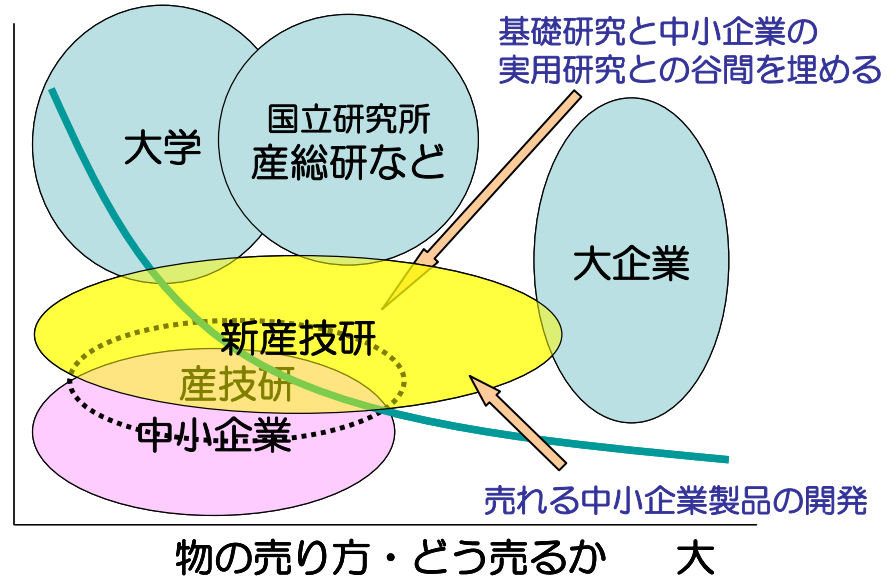 基礎研究と中小企業の
実用研究との谷間を埋める
大学
国立研究所
産総研など
大企業
新産技研
産技研
中小企業
売れる中小企業製品の開発
物の売り方・どう売るか　大